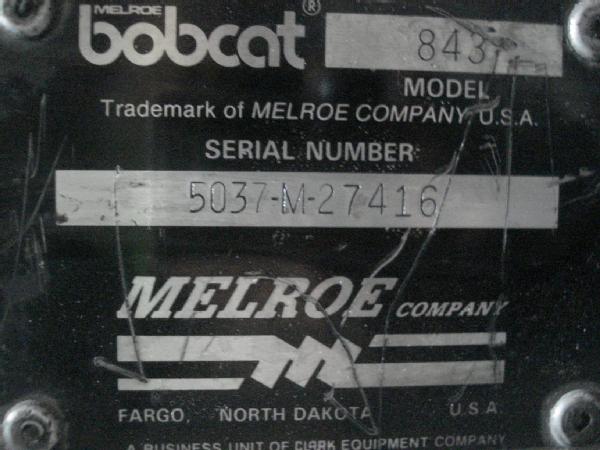 MELROE
bobcat® 843
MODEL
Trademark of MELROE COMPANY, U.S.A.
SERIAL NUMBER
5037-M-27416
MELROE COMPANY
FARGO, NORTH DAKOTA U.S.A.
A BUSINESS UNIT OF CLARK EQUIPMENT COMPANY